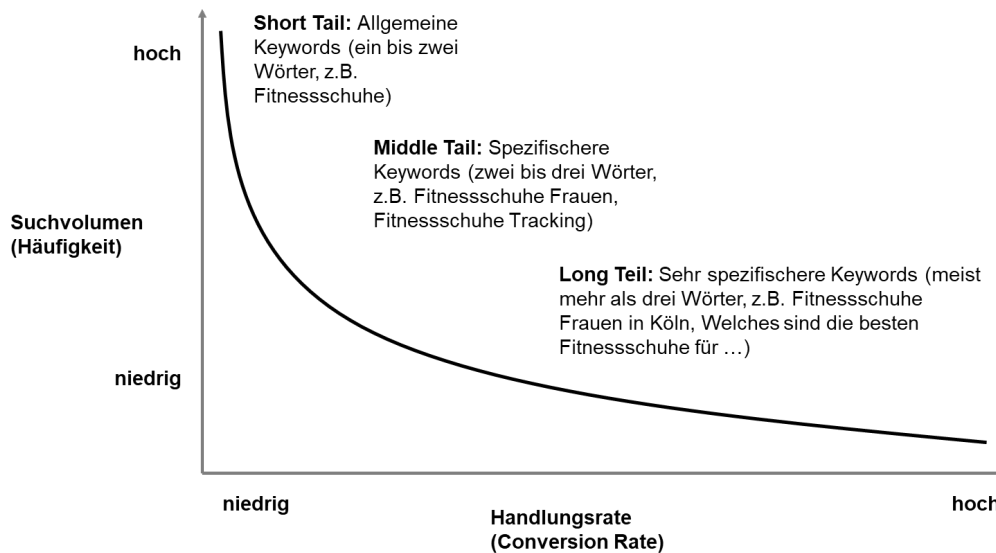 Short Tail: Allgemeine
Keywords (ein bis zwei
Wörter, z.B.
Fitnessschuhe)
hoch
Middle Tail: Spezifischere
Keywords (zwei bis drei Wörter,
z.B. Fitnessschuhe Frauen,
Fitnessschuhe Tracking)
Suchvolumen
(Häufigkeit)
Long Teil: Sehr spezifischere Keywords (meist
mehr als drei Wörter, z.B. Fitnessschuhe
Frauen in Köln, Welches sind die besten
Fitnessschuhe für …)
niedrig
niedrig
hoch
Handlungsrate
(Conversion Rate)